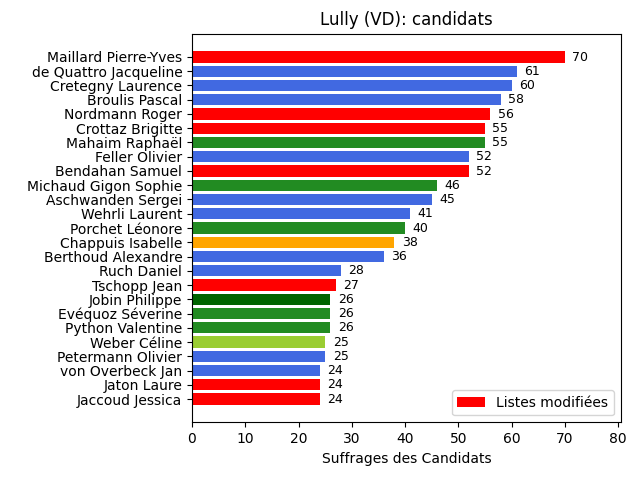 Lully (VD): candidats
Maillard Pierre-Yves 70
de Quattro Jacqueline 61
Cretegny Laurence 60
Broulis Pascal 58
Nordmann Roger 56
Crottaz Brigitte 55
Mahaim Raphaël 55
Feller Olivier 52
Bendahan Samuel 52
Michaud Gigon Sophie 46
Aschwanden Sergei 45
Wehrli Laurent 41
Porchet Léonore 40
Chappuis Isabelle 38
Berthoud Alexandre 36
Ruch Daniel 28
Tschopp Jean 27
Jobin Philippe 26
Evéquoz Séverine 26
Python Valentine 26
Weber Céline 25
Petermann Olivier 25
von Overbeck Jan 24
Jaton Laure 24
Jaccoud Jessica 24
Listes modifiées
0 10 20 30 40 50 60 70 80
Suffrages des Candidats